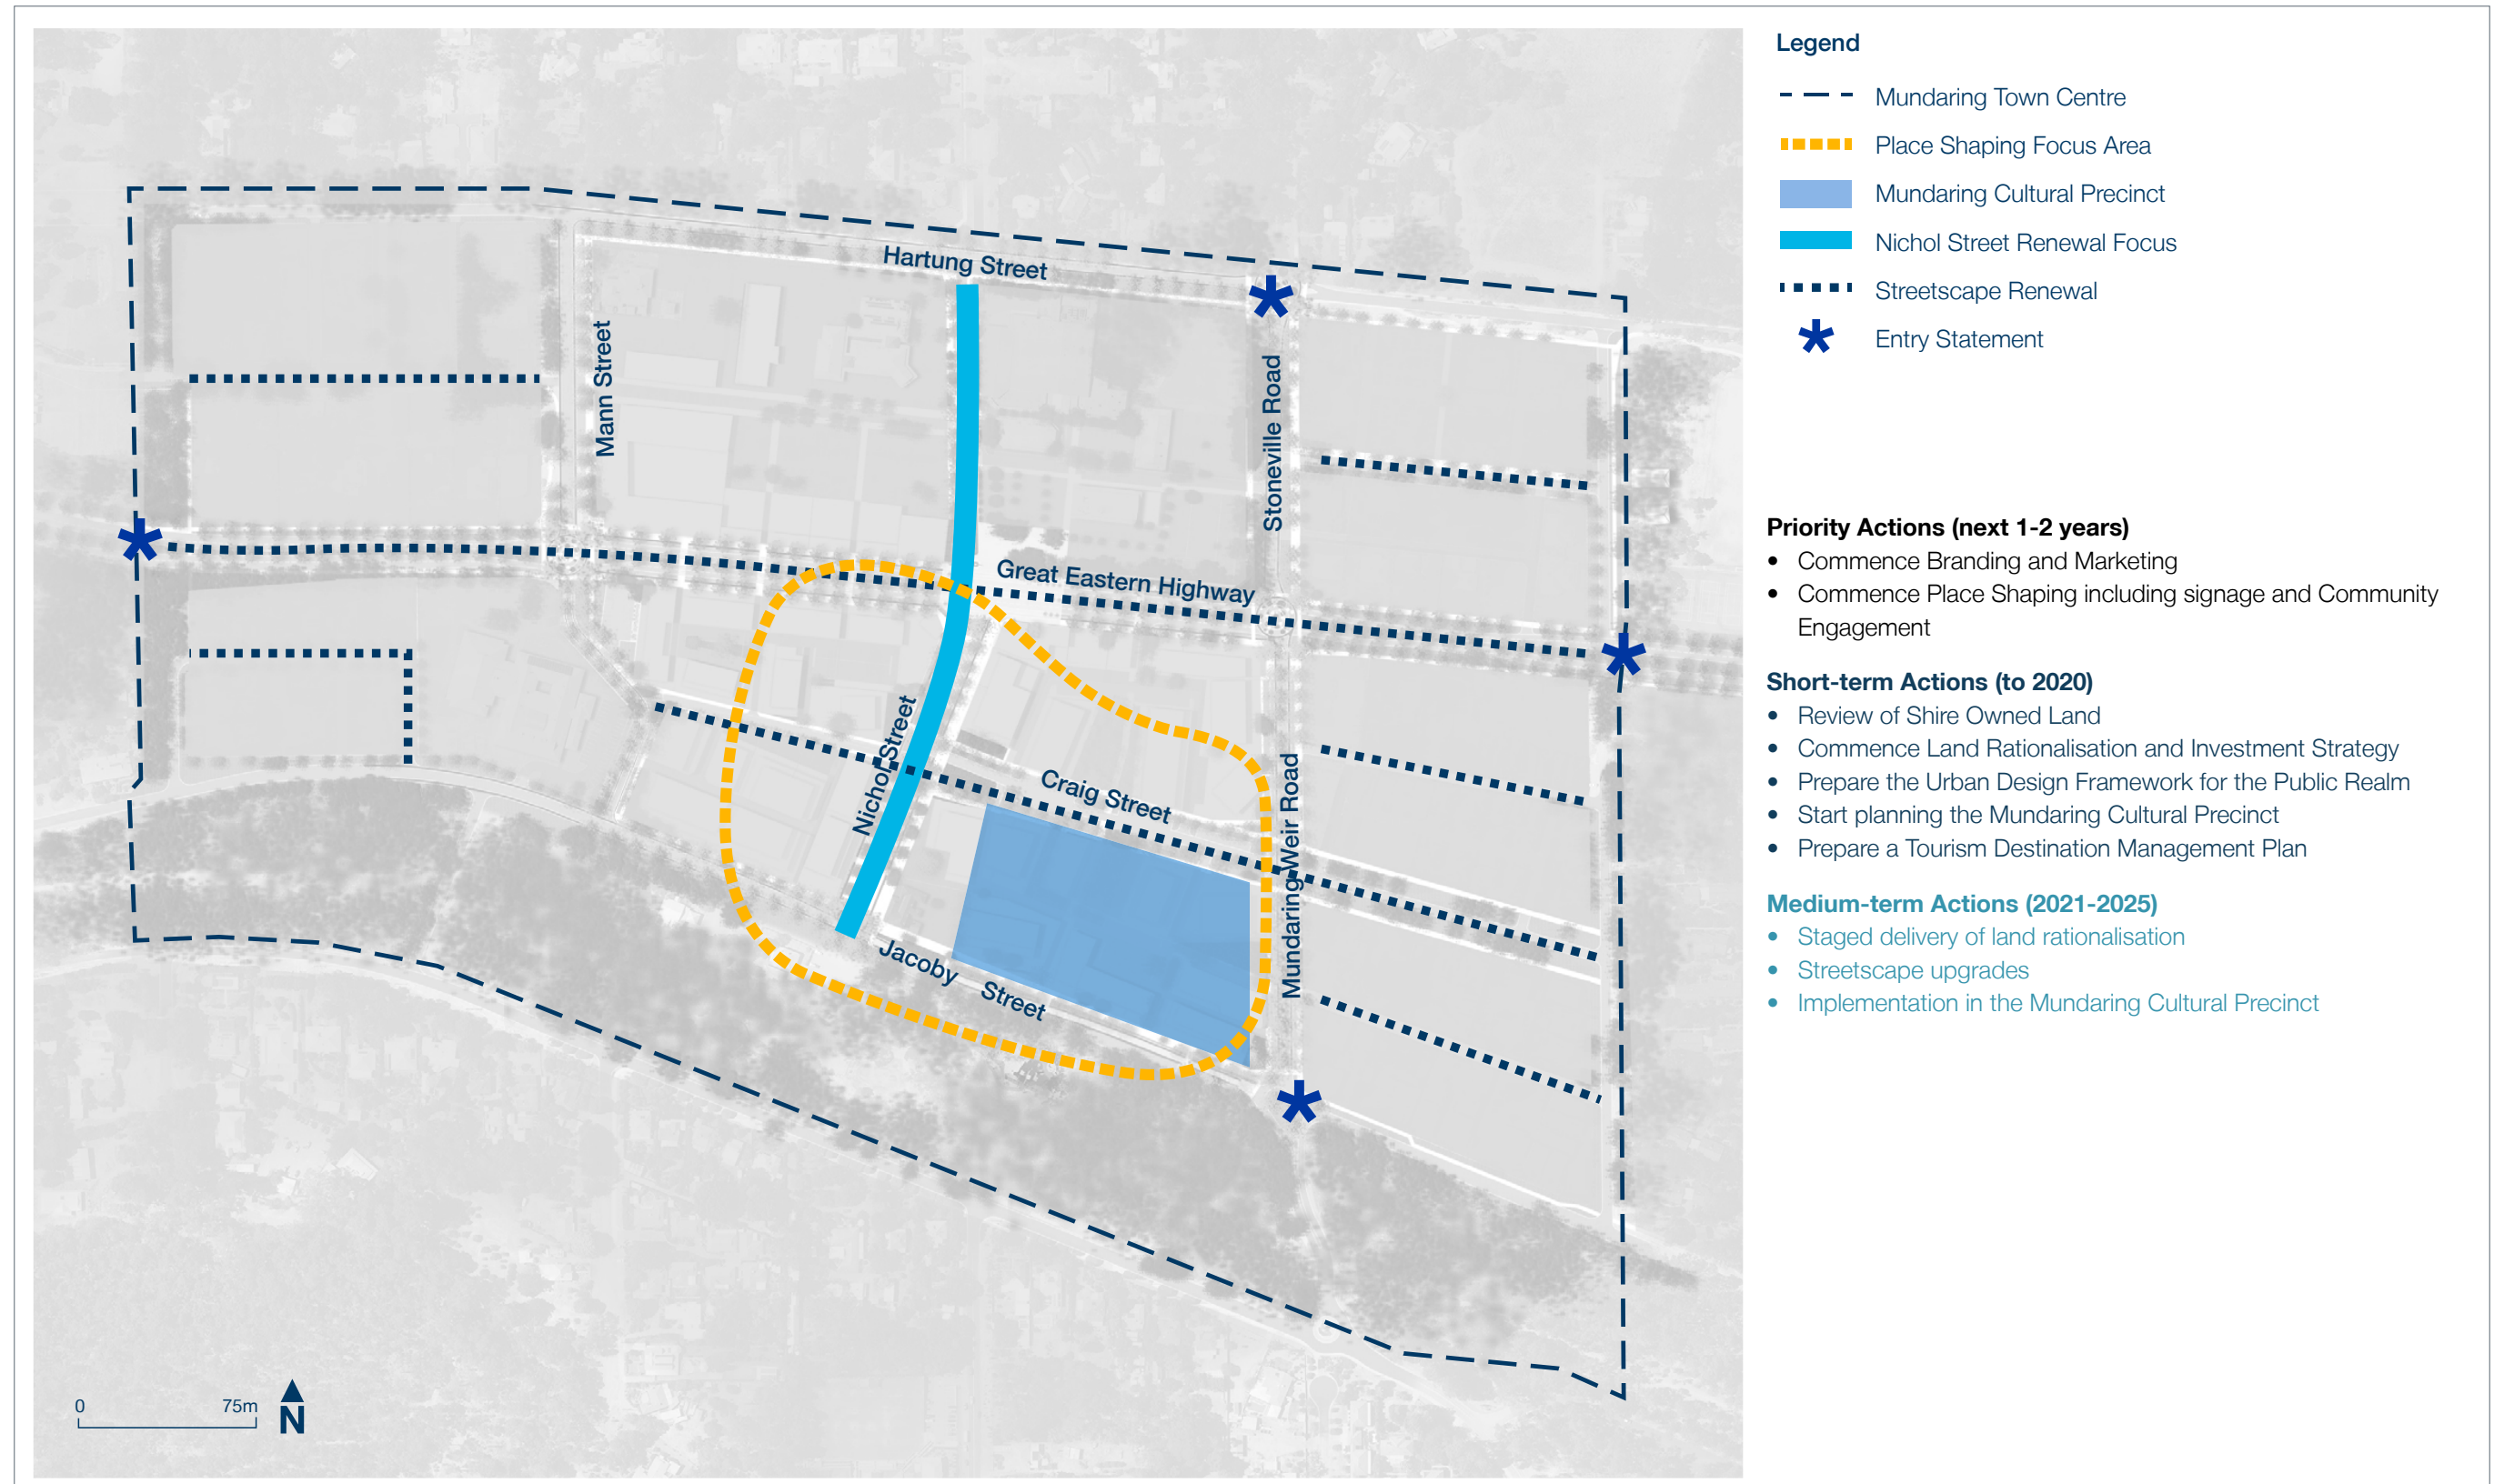 Legend
Mundaring Town Centre
Place Shaping Focus Area
Mundaring Cultural Precinct
Nichol Street Renewal Focus
Streetscape Renewal
Entry Statement
Priority Actions (next 1-2 years)
• Commence Branding and Marketing
• Commence Place Shaping including signage and Community
Engagement
Short-term Actions (to 2020)
• Review of Shire Owned Land
• Commence Land Rationalisation and Investment Strategy
• Prepare the Urban Design Framework for the Public Realm
• Start planning the Mundaring Cultural Precinct
• Prepare a Tourism Destination Management Plan
Medium-term Actions (2021-2025)
• Staged delivery of land rationalisation
• Streetscape upgrades
• Implementation in the Mundaring Cultural Precinct
Hartung Street
Mann Street
Stoneville Road
Great Eastern Highway
Nichol Street
Craig Street
Mundaring Weir Road
Jacoby Street
0 75m
N